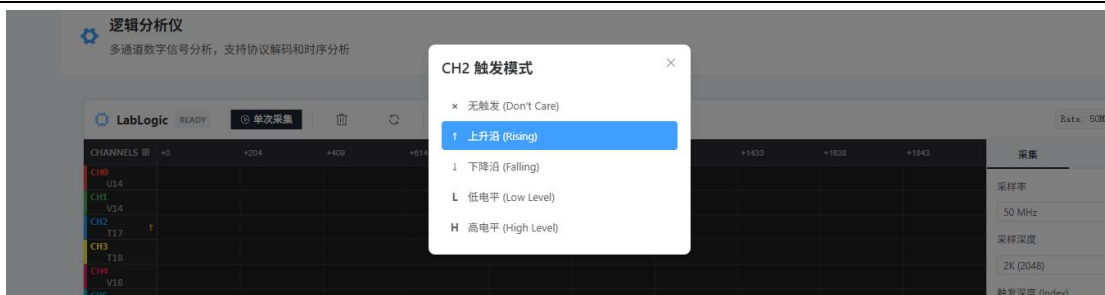 逻辑分析仪
多通道数字信号分析，支持协议解码和时序分析
CH2 触发模式
×
× 无触发 (Don't Care)
↑ 上升沿 (Rising)
↓ 下降沿 (Falling)
L 低电平 (Low Level)
H 高电平 (High Level)
LabLogic READY 单次采集
CHANNELS +0 +204 +409 +614 +1433 +1638 +1843
CH0
U14
CH1
V14
CH2
T17 ↑
CH3
T18
CH4
V18
CH5
Rate: 50M
采集
采样率
50 MHz
采样深度
2K (2048)
触发深度 (Index)